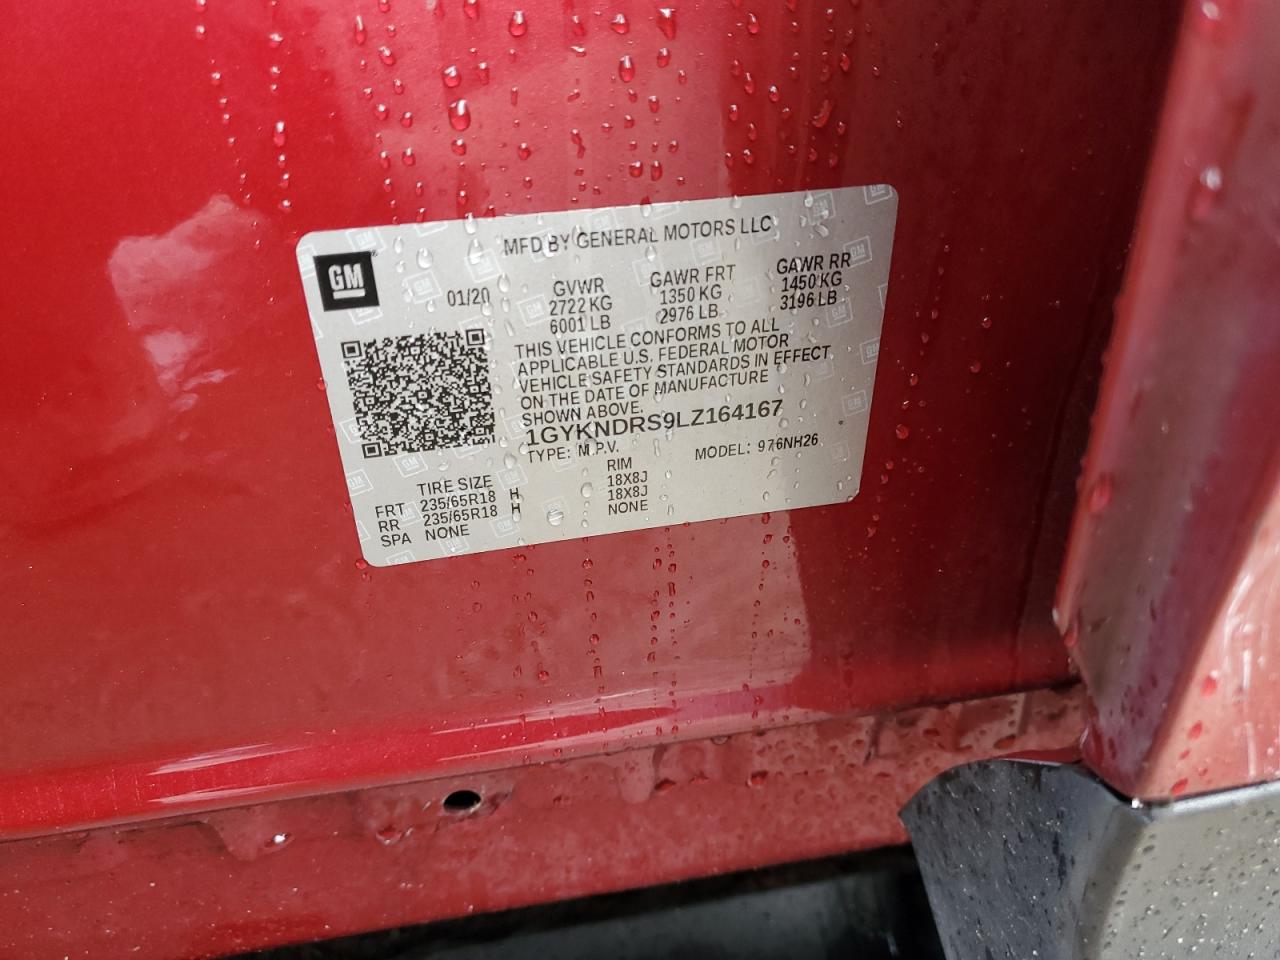 MFD BY GENERAL MOTORS LLC
GM
01/20 GVWR GAWR FRT GAWR RR
2722 KG 1350 KG 1450 KG
6001 LB 2976 LB 3196 LB
THIS VEHICLE CONFORMS TO ALL
APPLICABLE U.S. FEDERAL MOTOR
VEHICLE SAFETY STANDARDS IN EFFECT
ON THE DATE OF MANUFACTURE
SHOWN ABOVE.
1GYKNDRS9LZ164167
TYPE: M.P.V. MODEL: 976NH26
TIRE SIZE RIM
FRT 235/65R18 H 18X8J
RR 235/65R18 H 18X8J
SPA NONE NONE